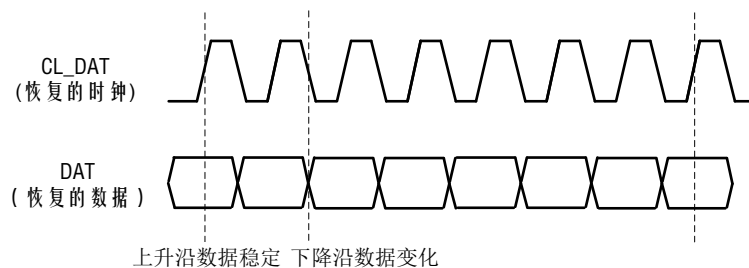 CL_DAT
(恢复的时钟)
DAT
( 恢复的数据 )
上升沿数据稳定 下降沿数据变化